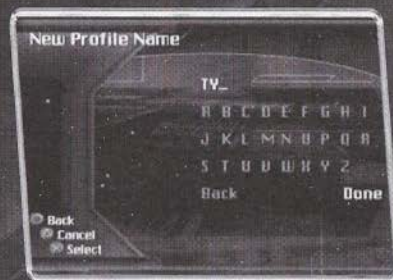 New Profile Name
TY_
A B C D E F G H I
J K L M N O P Q R
S T U V W X Y Z
Back
Done
Back
Cancel
Select